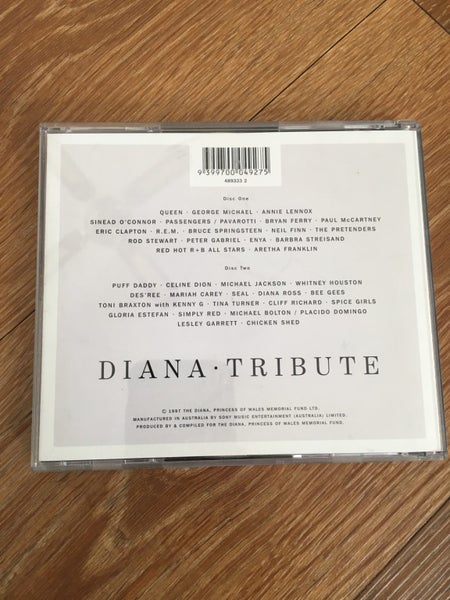 9 399700 049275
489333 2
Disc One
QUEEN · GEORGE MICHAEL · ANNIE LENNOX
SINEAD O'CONNOR · PASSENGERS / PAVAROTTI · BRYAN FERRY · PAUL McCARTNEY
ERIC CLAPTON · R.E.M. · BRUCE SPRINGSTEEN · NEIL FINN · THE PRETENDERS
ROD STEWART · PETER GABRIEL · ENYA · BARBRA STREISAND
RED HOT R+B ALL STARS · ARETHA FRANKLIN
Disc Two
PUFF DADDY · CELINE DION · MICHAEL JACKSON · WHITNEY HOUSTON
DES'REE · MARIAH CAREY · SEAL · DIANA ROSS · BEE GEES
TONI BRAXTON with KENNY G · TINA TURNER · CLIFF RICHARD · SPICE GIRLS
GLORIA ESTEFAN · SIMPLY RED · MICHAEL BOLTON / PLACIDO DOMINGO
LESLEY GARRETT · CHICKEN SHED
DIANA · TRIBUTE
© 1997 THE DIANA, PRINCESS OF WALES MEMORIAL FUND LTD.
MANUFACTURED IN AUSTRALIA BY SONY MUSIC ENTERTAINMENT (AUSTRALIA) LIMITED.
PRODUCED BY & COMPILED FOR THE DIANA, PRINCESS OF WALES MEMORIAL FUND.